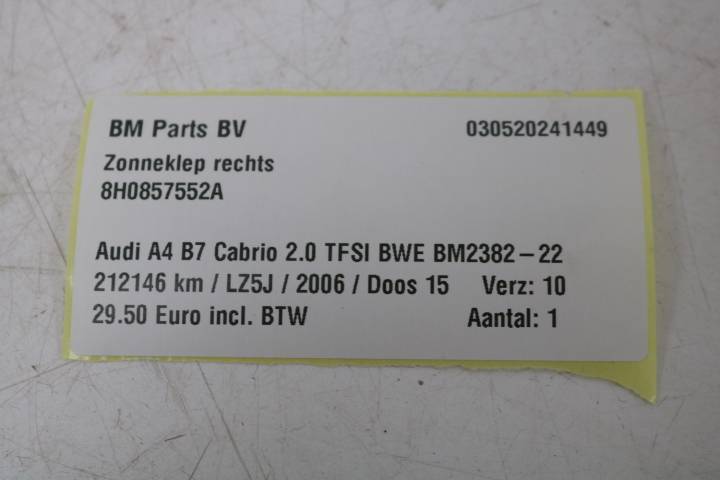 BM Parts BV 030520241449
Zonneklep rechts
8H0857552A
Audi A4 B7 Cabrio 2.0 TFSI BWE BM2382-22
212146 km / LZ5J / 2006 / Doos 15 Verz: 10
29.50 Euro incl. BTW Aantal: 1